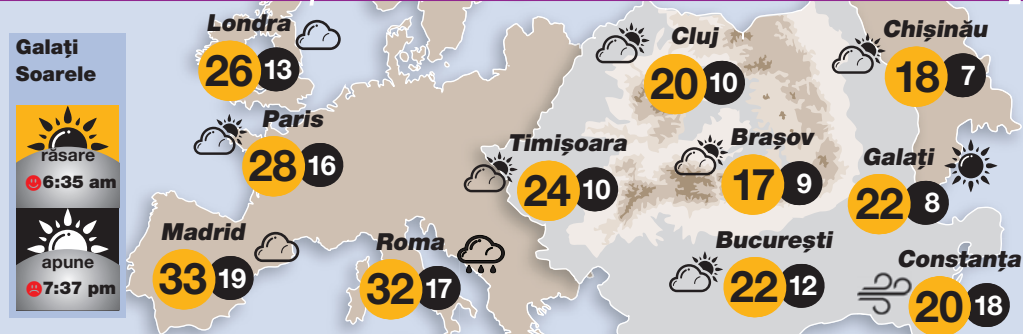 Galați
Soarele
răsare
6:35 am
apune
7:37 pm
Londra
26 13
Paris
28 16
Madrid
33 19
Roma
32 17
Timișoara
24 10
Cluj
20 10
Brașov
17 9
București
22 12
Chișinău
18 7
Galați
22 8
Constanța
20 18